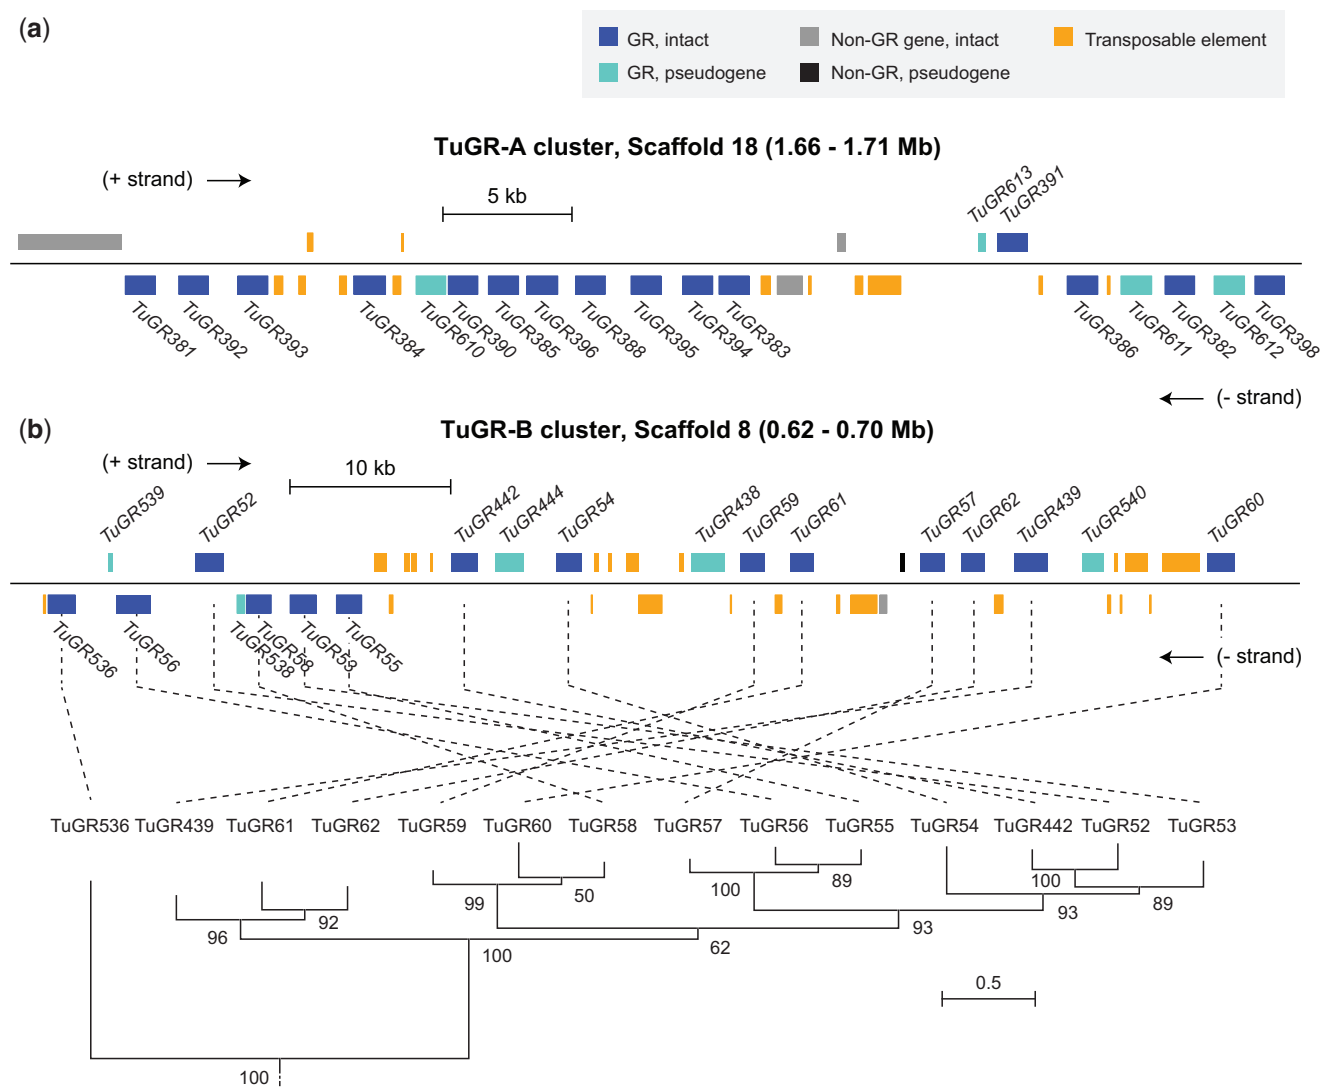 (a)
GR, intact
Non-GR gene, intact
Transposable element
GR, pseudogene
Non-GR, pseudogene
TuGR-A cluster, Scaffold 18 (1.66 - 1.71 Mb)
(+ strand)
5 kb
TuGR613
TuGR391
TuGR381
TuGR392
TuGR393
TuGR384
TuGR610
TuGR390
TuGR385
TuGR396
TuGR388
TuGR395
TuGR394
TuGR383
TuGR386
TuGR611
TuGR382
TuGR612
TuGR398
(- strand)
(b)
TuGR-B cluster, Scaffold 8 (0.62 - 0.70 Mb)
(+ strand)
10 kb
TuGR539
TuGR52
TuGR442
TuGR444
TuGR54
TuGR438
TuGR59
TuGR61
TuGR57
TuGR62
TuGR439
TuGR540
TuGR60
TuGR536
TuGR56
TuGR538
TuGR58
TuGR53
TuGR55
(- strand)
TuGR536 TuGR439 TuGR61 TuGR62 TuGR59 TuGR60 TuGR58 TuGR57 TuGR56 TuGR55 TuGR54 TuGR442 TuGR52 TuGR53
100
89
100
50
89
99
92
93
93
96
62
100
0.5
100